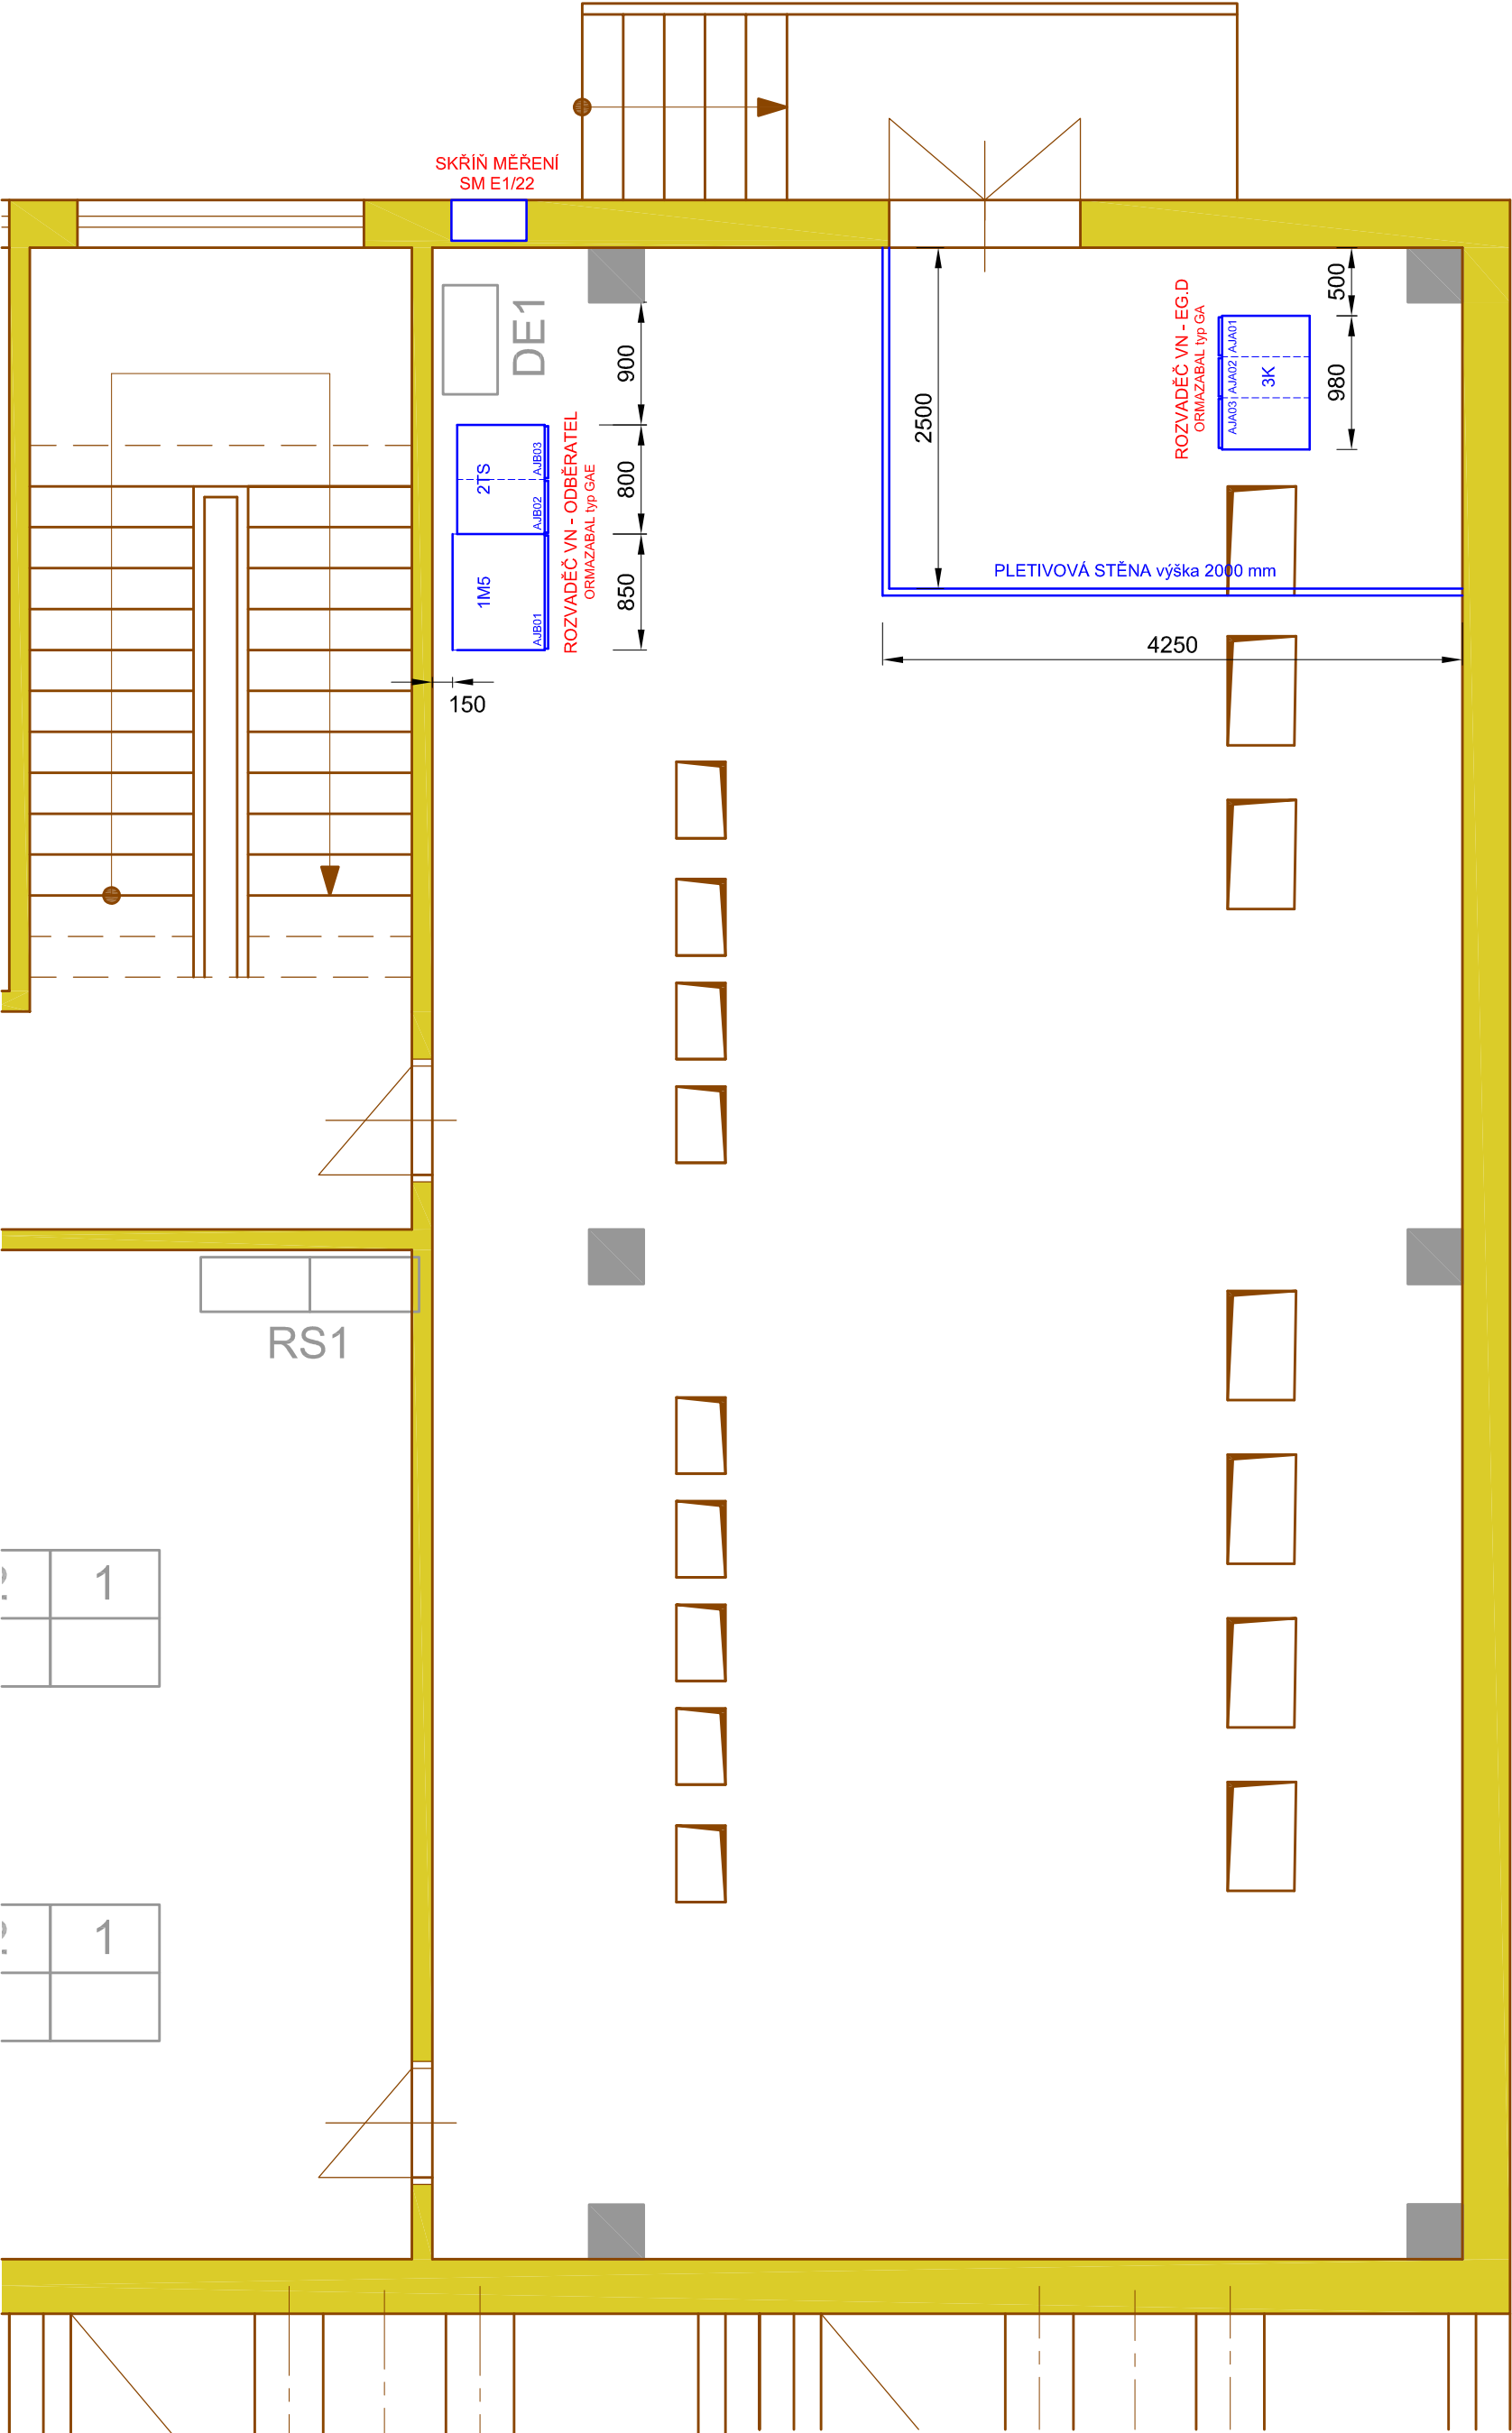 SKŘÍŇ MĚŘENÍ
SM E1/22
DE1
900
800
850
150
2TS
1M5
AJB03
AJB02
AJB01
ROZVADĚČ VN - ODBĚRATEL
ORMAZABAL typ GAE
2500
ROZVADĚČ VN - EG.D
ORMAZABAL typ GA
AJA01
AJA02
AJA03
3K
500
980
PLETIVOVÁ STĚNA výška 2000 mm
4250
RS1
1
1